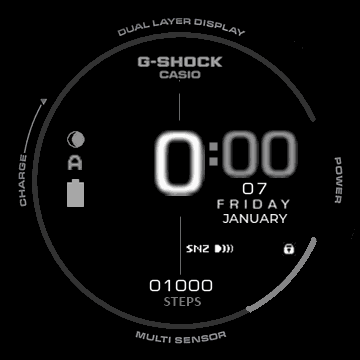 DUAL LAYER DISPLAY
G-SHOCK
CASIO
CHARGE
A
0:00
POWER
07
FRIDAY
JANUARY
SNZ
01000
STEPS
MULTI SENSOR